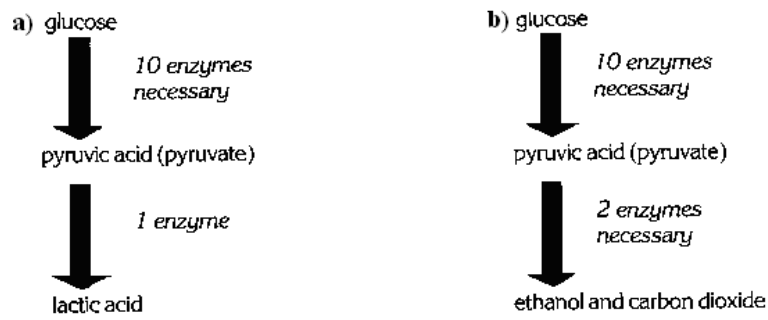 a) glucose
10 enzymes
necessary
pyruvic acid (pyruvate)
1 enzyme
lactic acid
b) glucose
10 enzymes
necessary
pyruvic acid (pyruvate)
2 enzymes
necessary
ethanol and carbon dioxide